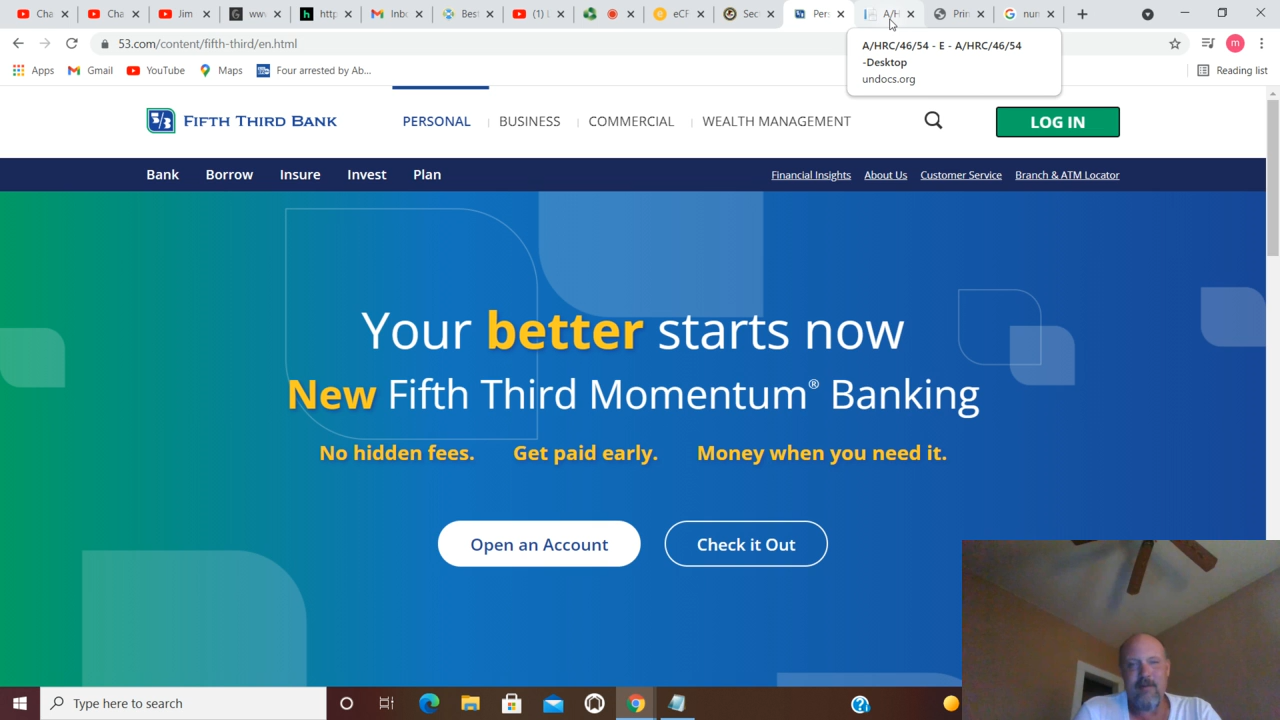 Cha
Cha
Jim
www
http
Inbe
Best
(1) L
eCF
Sec
Pers
A/H
Prin
num
53.com/content/fifth-third/en.html
m
A/HRC/46/54 - E - A/HRC/46/54
-Desktop
undocs.org
Apps
Gmail
YouTube
Maps
Four arrested by Ab...
Reading list
FIFTH THIRD BANK
PERSONAL
BUSINESS
COMMERCIAL
WEALTH MANAGEMENT
LOG IN
Bank
Borrow
Insure
Invest
Plan
Financial Insights
About Us
Customer Service
Branch & ATM Locator
Your better starts now
New Fifth Third Momentum® Banking
No hidden fees. Get paid early. Money when you need it.
Open an Account
Check it Out
Type here to search